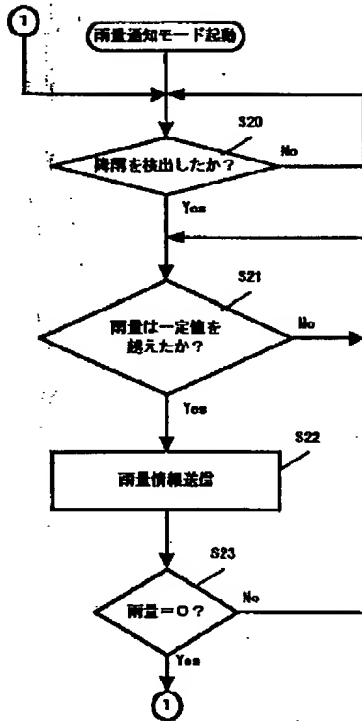 1
雨量通知モード起動
S20
降雨を検出したか?
No
Yes
S21
雨量は一定値を
越えたか?
No
Yes
S22
雨量情報送信
S23
雨量=0?
No
Yes
1